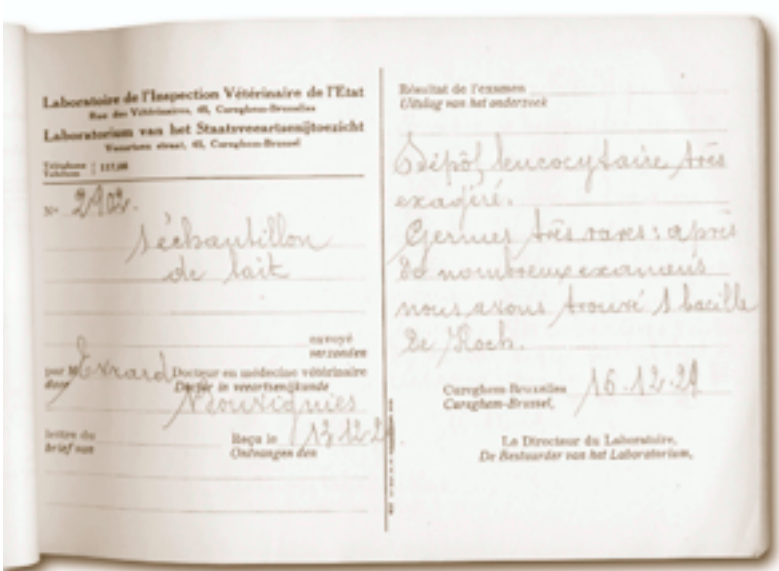 Laboratoire de l'Inspection Vétérinaire de l'Etat
Rue des Vétérinaires, 45, Cureghem-Bruxelles
Laboratorium van het Staatsveeartsenijtoezicht
Veeartsen straat, 45, Cureghem-Brussel
Téléphone
Telefoon
N° 2902.
1 échantillon
de lait
envoyé
verzonden
par M Evrard Docteur en médecine vétérinaire
door Doctor in veeartsenijkunde
lettre du Reçu le 13.12.2
brief van Ontvangen den
Résultat de l'examen
Uitslag van het onderzoek
Dépôt leucocytaire très
exagéré.
Germes très rares : après
de nombreux examens
nous avons trouvé 1 bacille
de Koch.
Cureghem-Bruxelles 16.12.29
Cureghem-Brussel,
Le Directeur du Laboratoire,
De Bestuurder van het Laboratorium,